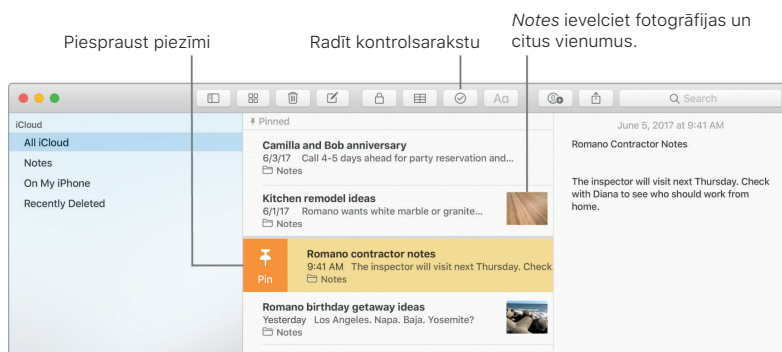 Notes ievelciet fotogrāfijas un
citus vienumus.
Piespraust piezīmi
Radīt kontrolsarakstu
Aa
Search
iCloud
All iCloud
Notes
On My iPhone
Recently Deleted
Pinned
Camilla and Bob anniversary
6/3/17 Call 4-5 days ahead for party reservation and...
Notes
Kitchen remodel ideas
6/1/17 Romano wants white marble or granite...
Notes
Pin
Romano contractor notes
9:41 AM The inspector will visit next Thursday. Check
Notes
Romano birthday getaway ideas
Yesterday Los Angeles. Napa. Baja. Yosemite?
Notes
June 5, 2017 at 9:41 AM
Romano Contractor Notes
The inspector will visit next Thursday. Check
with Diana to see who should work from
home.